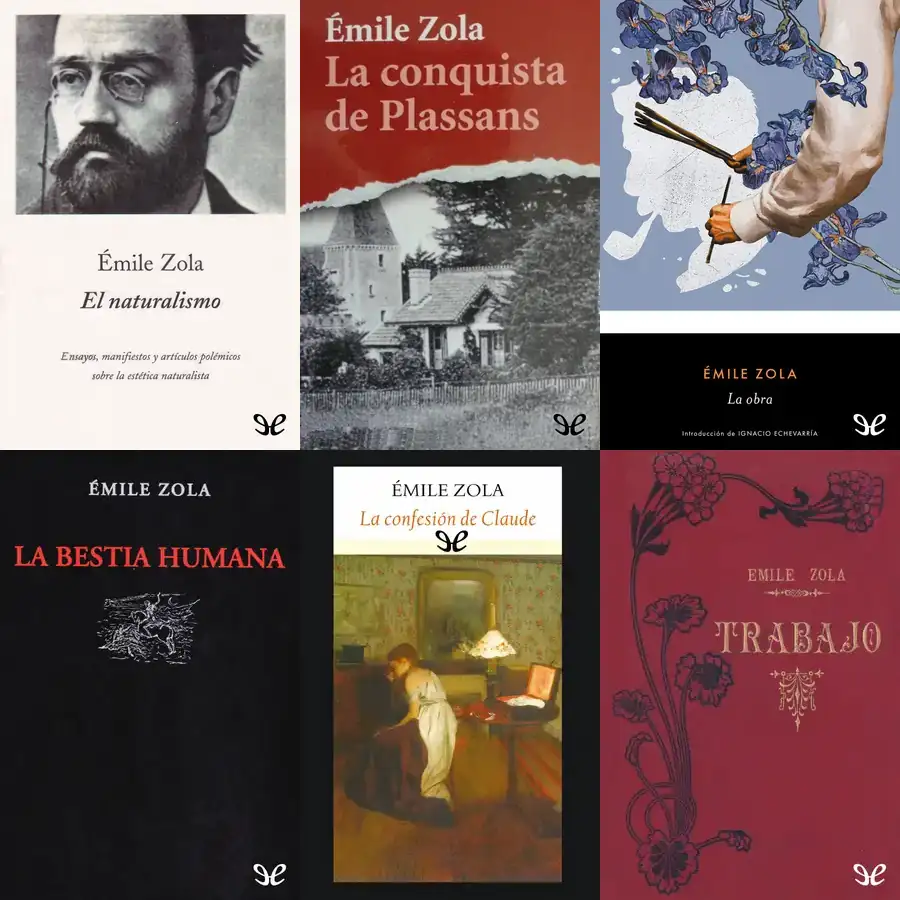 Émile Zola
El naturalismo
Ensayos, manifiestos y artículos polémicos
sobre la estética naturalista
Émile Zola
La conquista
de Plassans
ÉMILE ZOLA
La obra
Introducción de IGNACIO ECHEVARRÍA
ÉMILE ZOLA
LA BESTIA HUMANA
ÉMILE ZOLA
La confesión de Claude
EMILE ZOLA
TRABAJO